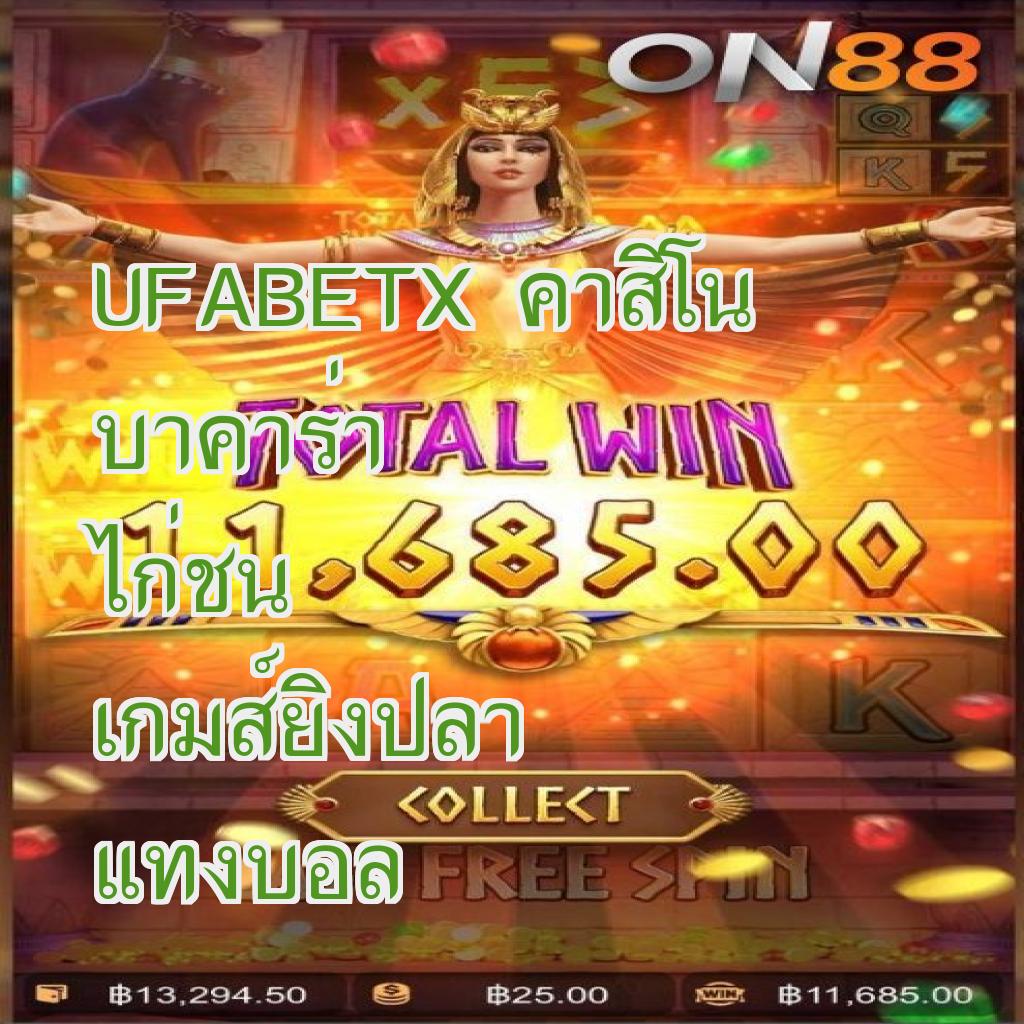 ON88
x53
Q
K 5
UFABETX คาสิโน
บาคาร่า
TOTAL WIN
11,685.00
ไก่ชน
เกมส์ยิงปลา
K
COLLECT
แทงบอล
FREE SPIN
฿13,294.50 ฿25.00 WIN ฿11,685.00